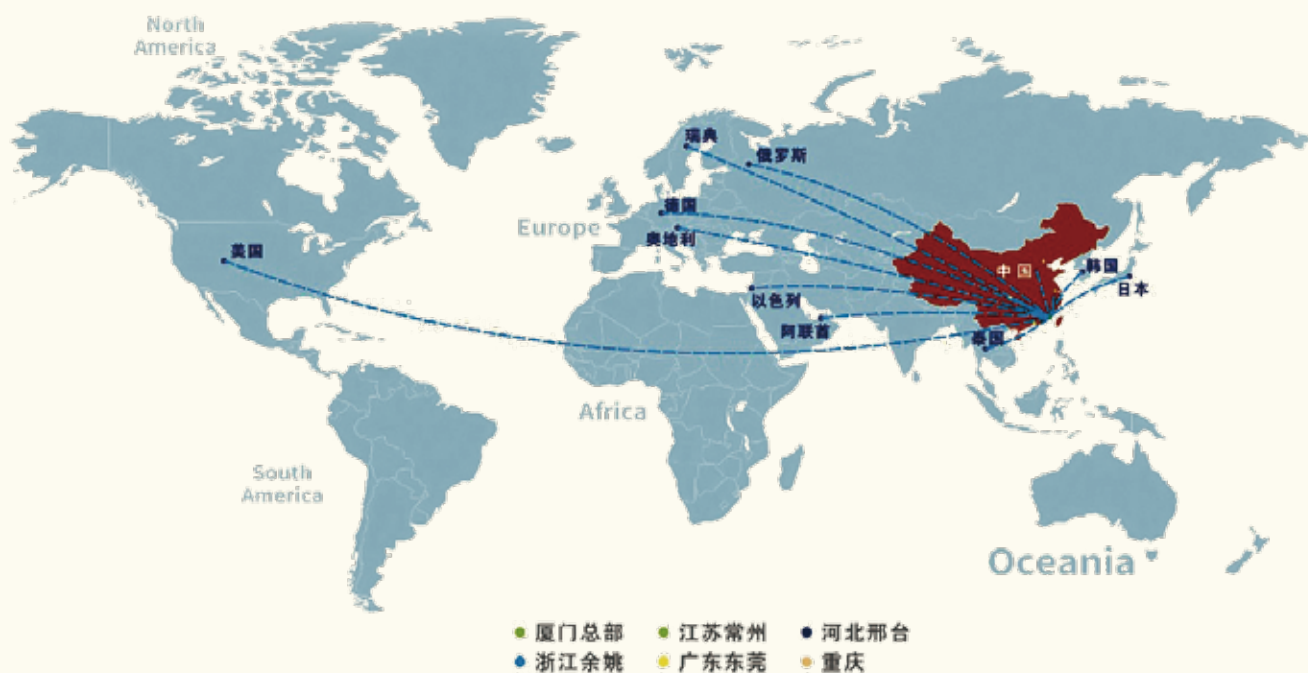 North
America
瑞典
俄罗斯
德国
Europe
奥地利
美国
中国
韩国
日本
以色列
阿联酋
泰国
Africa
South
America
Oceania
厦门总部 江苏常州 河北邢台
浙江余姚 广东东莞 重庆